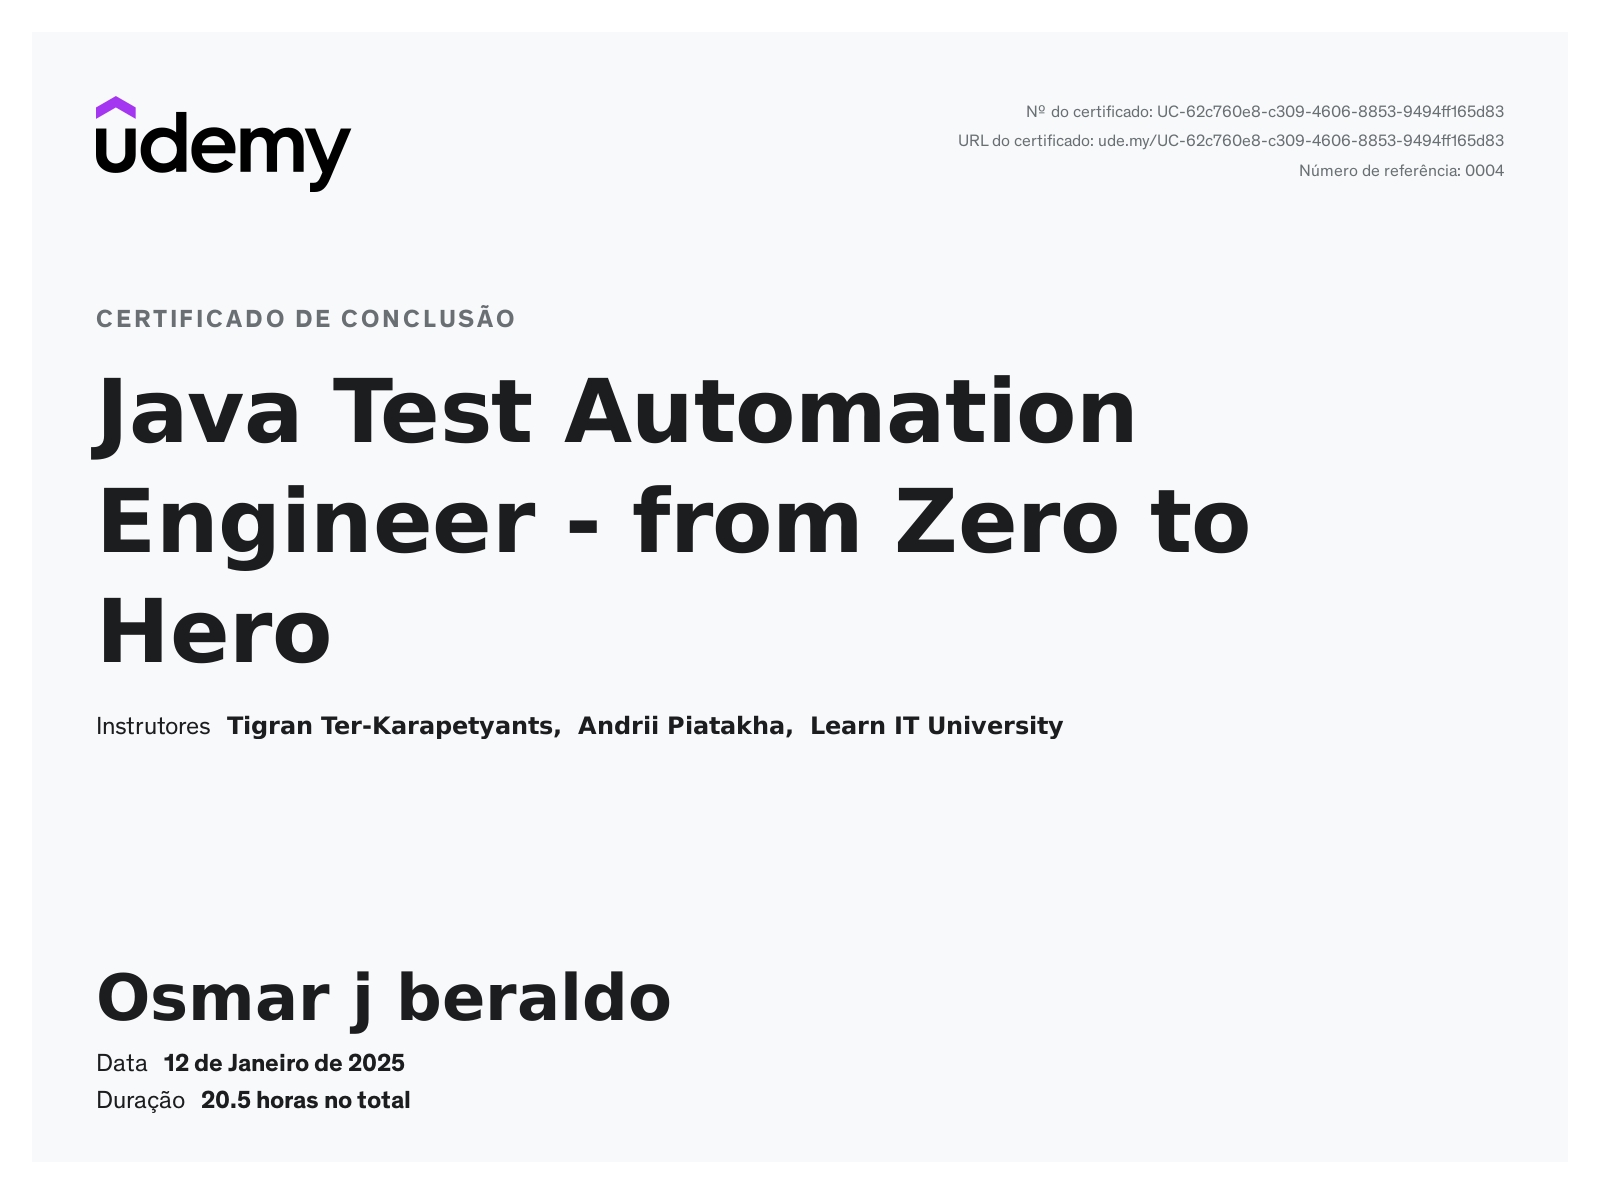 udemy
Nº do certificado: UC-62c760e8-c309-4606-8853-9494ff165d83
URL do certificado: ude.my/UC-62c760e8-c309-4606-8853-9494ff165d83
Número de referência: 0004
CERTIFICADO DE CONCLUSÃO
Java Test Automation
Engineer - from Zero to
Hero
Instrutores Tigran Ter-Karapetyants, Andrii Piatakha, Learn IT University
Osmar j beraldo
Data 12 de Janeiro de 2025
Duração 20.5 horas no total